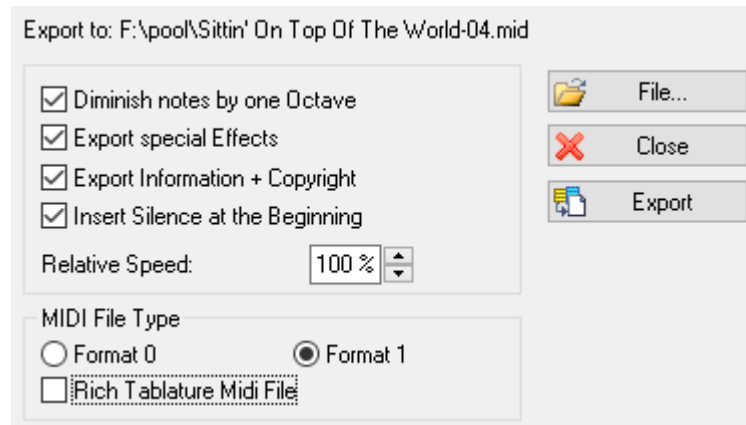 Export to: F:\pool\Sittin' On Top Of The World-04.mid
Diminish notes by one Octave
File...
Export special Effects
Close
Export Information + Copyright
Export
Insert Silence at the Beginning
Relative Speed: 100 %
MIDI File Type
Format 0 Format 1
Rich Tablature Midi File